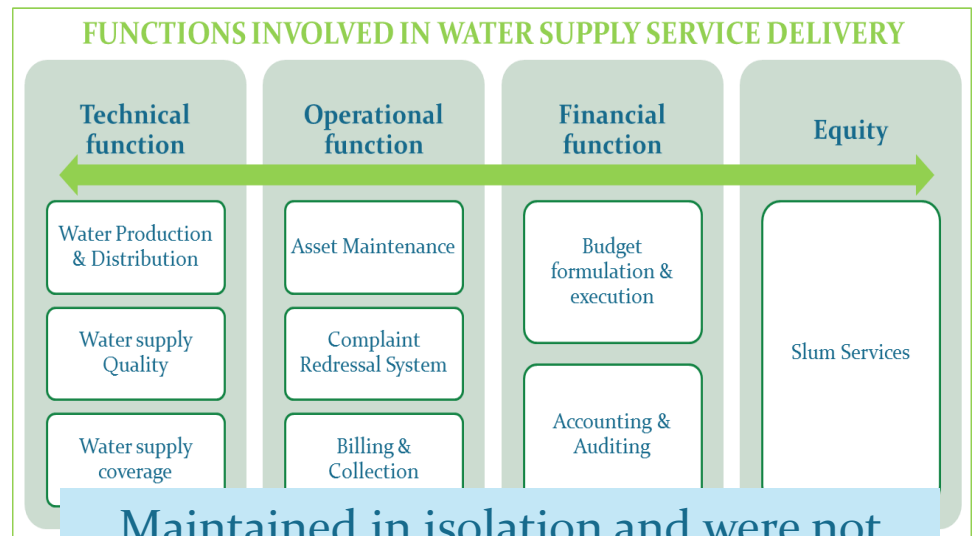 FUNCTIONS INVOLVED IN WATER SUPPLY SERVICE DELIVERY
Technical
function
Water Production
& Distribution
Water supply
Quality
Water supply
coverage
Operational
function
Asset Maintenance
Complaint
Redressal System
Billing &
Collection
Financial
function
Budget
formulation &
execution
Accounting &
Auditing
Equity
Slum Services
Maintained in isolation and were not